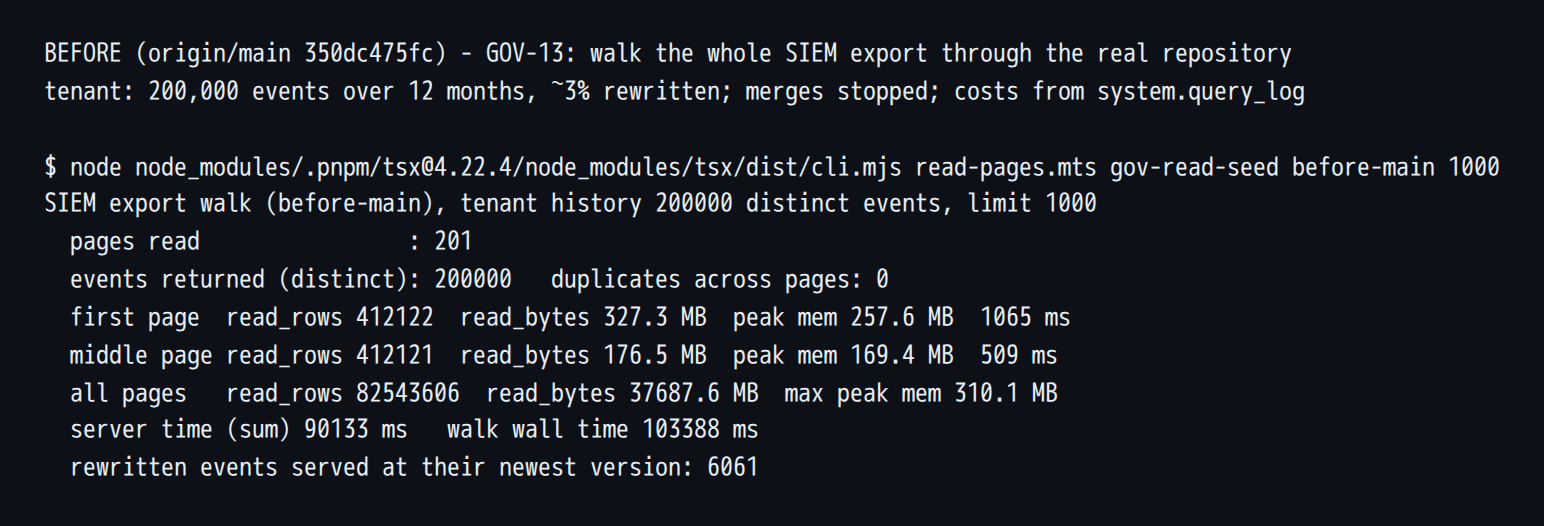 BEFORE (origin/main 350dc475fc) - GOV-13: walk the whole SIEM export through the real repository
tenant: 200,000 events over 12 months, ~3% rewritten; merges stopped; costs from system.query_log
$ node node_modules/.pnpm/tsx@4.22.4/node_modules/tsx/dist/cli.mjs read-pages.mts gov-read-seed before-main 1000
SIEM export walk (before-main), tenant history 200000 distinct events, limit 1000
  pages read                : 201
  events returned (distinct): 200000   duplicates across pages: 0
  first page  read_rows 412122  read_bytes 327.3 MB  peak mem 257.6 MB  1065 ms
  middle page read_rows 412121  read_bytes 176.5 MB  peak mem 169.4 MB  509 ms
  all pages   read_rows 82543606  read_bytes 37687.6 MB  max peak mem 310.1 MB
  server time (sum) 90133 ms   walk wall time 103388 ms
  rewritten events served at their newest version: 6061